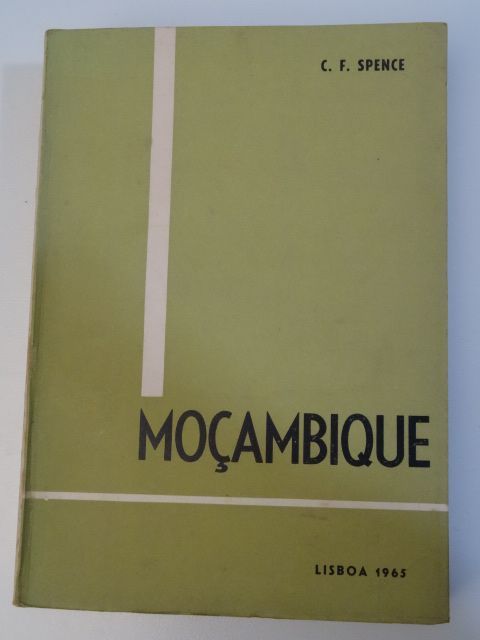 C. F. SPENCE
MOÇAMBIQUE
LISBOA 1965